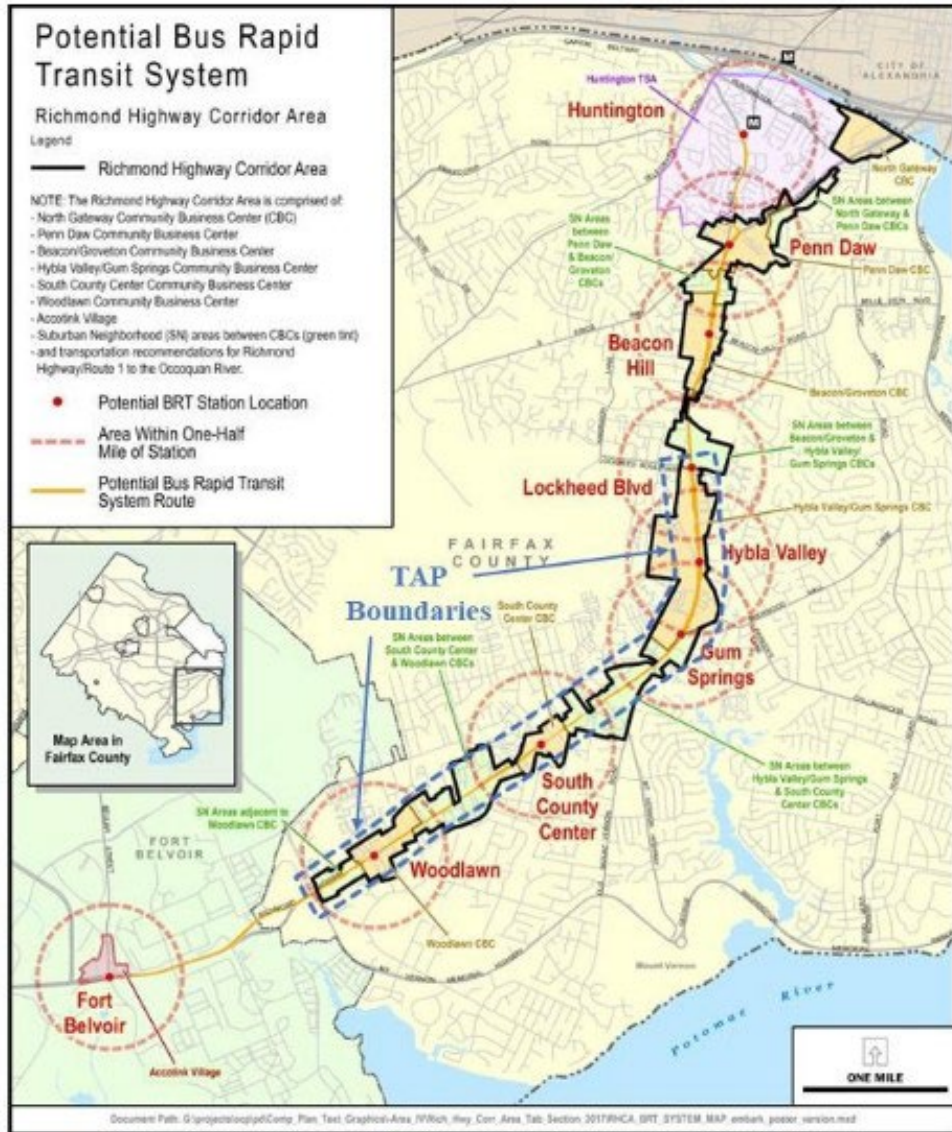 Potential Bus Rapid
Transit System
Richmond Highway Corridor Area
Legend
Richmond Highway Corridor Area
NOTE: The Richmond Highway Corridor Area is comprised of:
- North Gateway Community Business Center (CBC)
- Penn Daw Community Business Center
- Beacon/Groveton Community Business Center
- Hybla Valley/Gum Springs Community Business Center
- South County Center Community Business Center
- Woodlawn Community Business Center
- Accotink Village
- Suburban Neighborhood (SN) areas between CBCs (green tint)
- and transportation recommendations for Richmond
Highway/Route 1 to the Occoquan River.
Potential BRT Station Location
Area Within One-Half
Mile of Station
Potential Bus Rapid Transit
System Route
Map Area in
Fairfax County
CAPITAL BELTWAY
CITY OF
ALEXANDRIA
Huntington TSA
Huntington
M
M
North Gateway
CBC
SN Areas between
North Gateway &
Penn Daw CBCs
SN Areas
between
Penn Daw
& Beacon/
Groveton
CBCs
Penn Daw
Penn Daw CBC
Beacon
Hill
Beacon/Groveton CBC
SN Areas between
Beacon/Groveton &
Hybla Valley/
Gum Springs CBCs
Lockheed Blvd
Hybla Valley/Gum Springs CBC
FAIRFAX
COUNTY
Hybla Valley
TAP
Boundaries
South County
Center CBC
SN Areas between
South County Center
& Woodlawn CBCs
Gum
Springs
SN Areas between
Hybla Valley/Gum Springs
& South County
Center CBCs
South
County
Center
SN Areas adjacent to
Woodlawn CBC
FORT
BELVOIR
Woodlawn
Woodlawn CBC
Fort
Belvoir
Accotink Village
Mount Vernon
Potomac River
ONE MILE